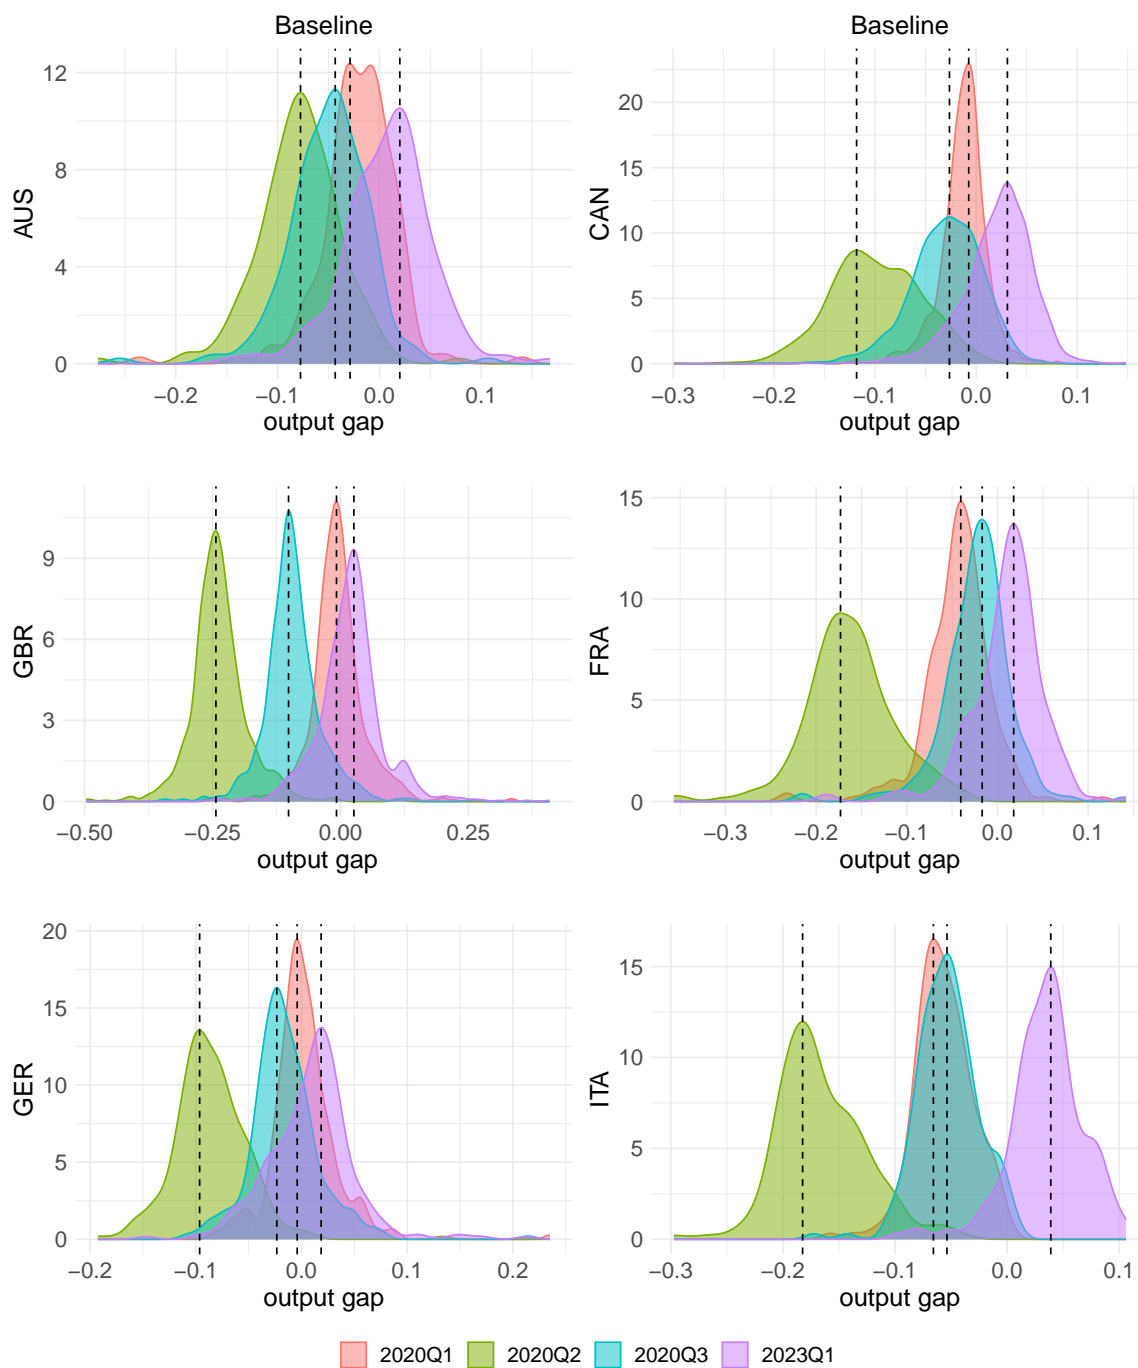 Baseline Baseline
AUS
12
8
4
0
−0.2 −0.1 0.0 0.1
output gap
CAN
20
15
10
5
0
−0.3 −0.2 −0.1 0.0 0.1
output gap
GBR
9
6
3
0
−0.50 −0.25 0.00 0.25
output gap
FRA
15
10
5
0
−0.3 −0.2 −0.1 0.0 0.1
output gap
GER
20
15
10
5
0
−0.2 −0.1 0.0 0.1 0.2
output gap
ITA
15
10
5
0
−0.3 −0.2 −0.1 0.0 0.1
output gap
2020Q1 2020Q2 2020Q3 2023Q1